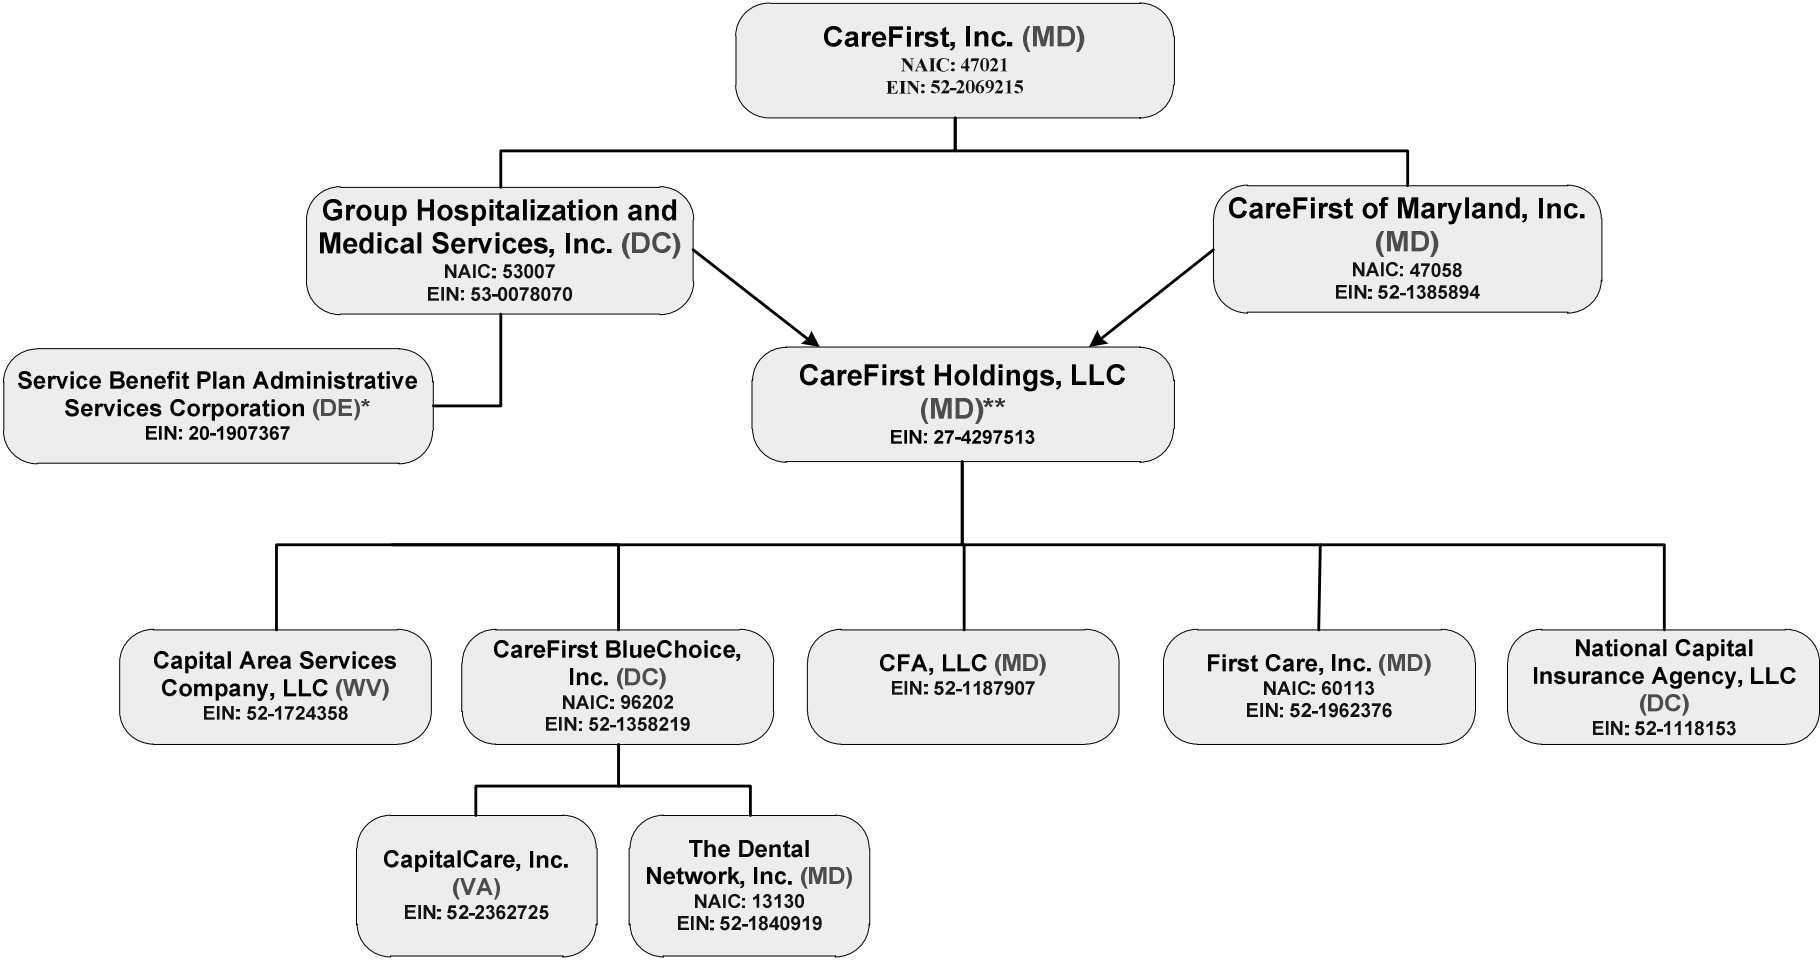 CareFirst, Inc. (MD)
NAIC: 47021
EIN: 52-2069215
Group Hospitalization and
Medical Services, Inc. (DC)
NAIC: 53007
EIN: 53-0078070
CareFirst of Maryland, Inc.
(MD)
NAIC: 47058
EIN: 52-1385894
Service Benefit Plan Administrative
Services Corporation (DE)*
EIN: 20-1907367
CareFirst Holdings, LLC
(MD)**
EIN: 27-4297513
Capital Area Services
Company, LLC (WV)
EIN: 52-1724358
CareFirst BlueChoice,
Inc. (DC)
NAIC: 96202
EIN: 52-1358219
CFA, LLC (MD)
EIN: 52-1187907
First Care, Inc. (MD)
NAIC: 60113
EIN: 52-1962376
National Capital
Insurance Agency, LLC
(DC)
EIN: 52-1118153
CapitalCare, Inc.
(VA)
EIN: 52-2362725
The Dental
Network, Inc. (MD)
NAIC: 13130
EIN: 52-1840919